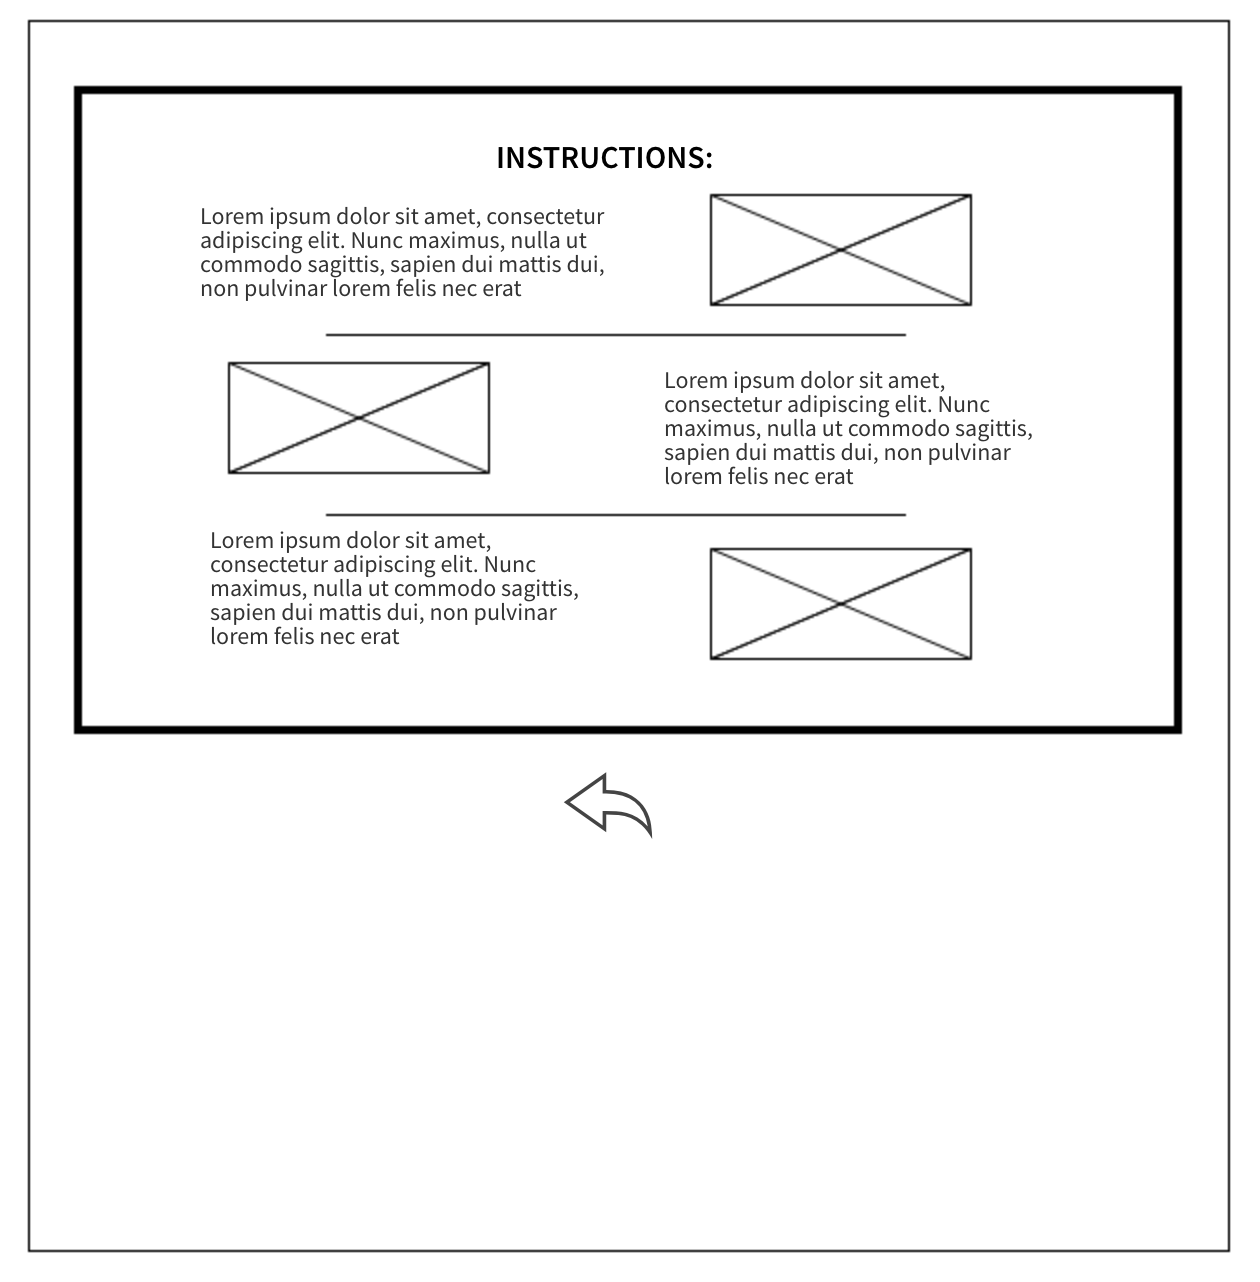 INSTRUCTIONS:
Lorem ipsum dolor sit amet, consectetur
adipiscing elit. Nunc maximus, nulla ut
commodo sagittis, sapien dui mattis dui,
non pulvinar lorem felis nec erat
Lorem ipsum dolor sit amet,
consectetur adipiscing elit. Nunc
maximus, nulla ut commodo sagittis,
sapien dui mattis dui, non pulvinar
lorem felis nec erat
Lorem ipsum dolor sit amet,
consectetur adipiscing elit. Nunc
maximus, nulla ut commodo sagittis,
sapien dui mattis dui, non pulvinar
lorem felis nec erat